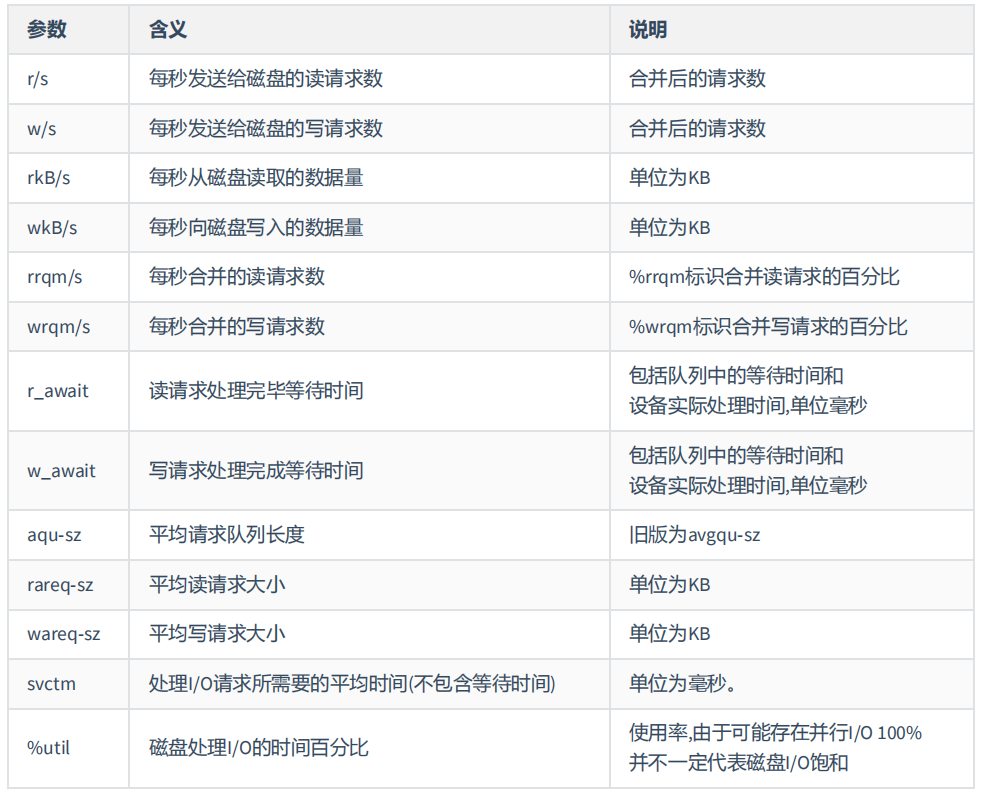 参数 含义 说明
r/s 每秒发送给磁盘的读请求数 合并后的请求数
w/s 每秒发送给磁盘的写请求数 合并后的请求数
rkB/s 每秒从磁盘读取的数据量 单位为KB
wkB/s 每秒向磁盘写入的数据量 单位为KB
rrqm/s 每秒合并的读请求数 %rrqm标识合并读请求的百分比
wrqm/s 每秒合并的写请求数 %wrqm标识合并写请求的百分比
r_await 读请求处理完毕等待时间 包括队列中的等待时间和
设备实际处理时间,单位毫秒
w_await 写请求处理完成等待时间 包括队列中的等待时间和
设备实际处理时间,单位毫秒
aqu-sz 平均请求队列长度 旧版为avgqu-sz
rareq-sz 平均读请求大小 单位为KB
wareq-sz 平均写请求大小 单位为KB
svctm 处理I/O请求所需要的平均时间(不包含等待时间) 单位为毫秒。
%util 磁盘处理I/O的时间百分比 使用率,由于可能存在并行I/O 100%
并不一定代表磁盘I/O饱和